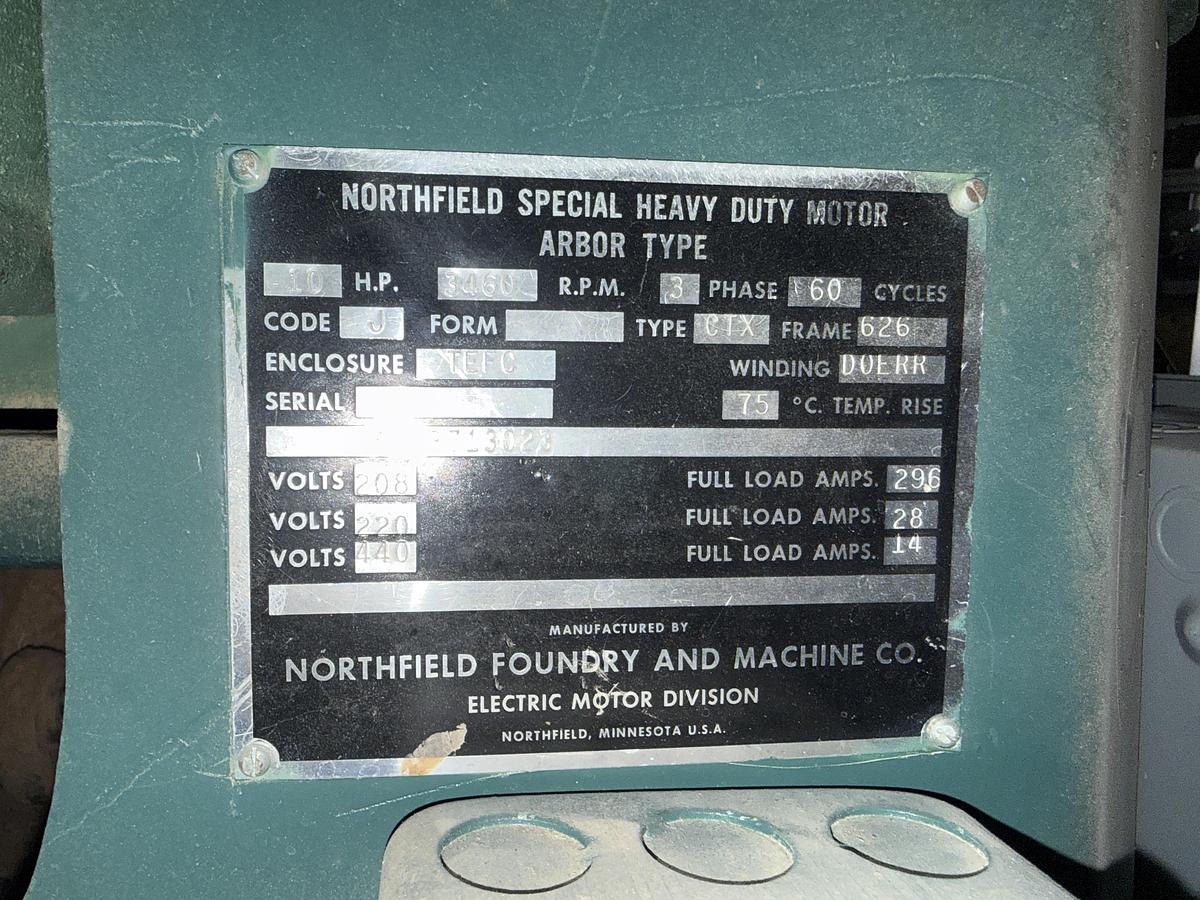 NORTHFIELD SPECIAL HEAVY DUTY MOTOR
ARBOR TYPE
10 H.P. 3460 R.P.M. 3 PHASE 60 CYCLES
CODE J FORM TYPE CTX FRAME 626
ENCLOSURE TEFC WINDING DOERR
SERIAL 75 °C. TEMP. RISE
VOLTS 208 FULL LOAD AMPS. 296
VOLTS 220 FULL LOAD AMPS. 28
VOLTS 440 FULL LOAD AMPS. 14
MANUFACTURED BY
NORTHFIELD FOUNDRY AND MACHINE CO.
ELECTRIC MOTOR DIVISION
NORTHFIELD, MINNESOTA U.S.A.